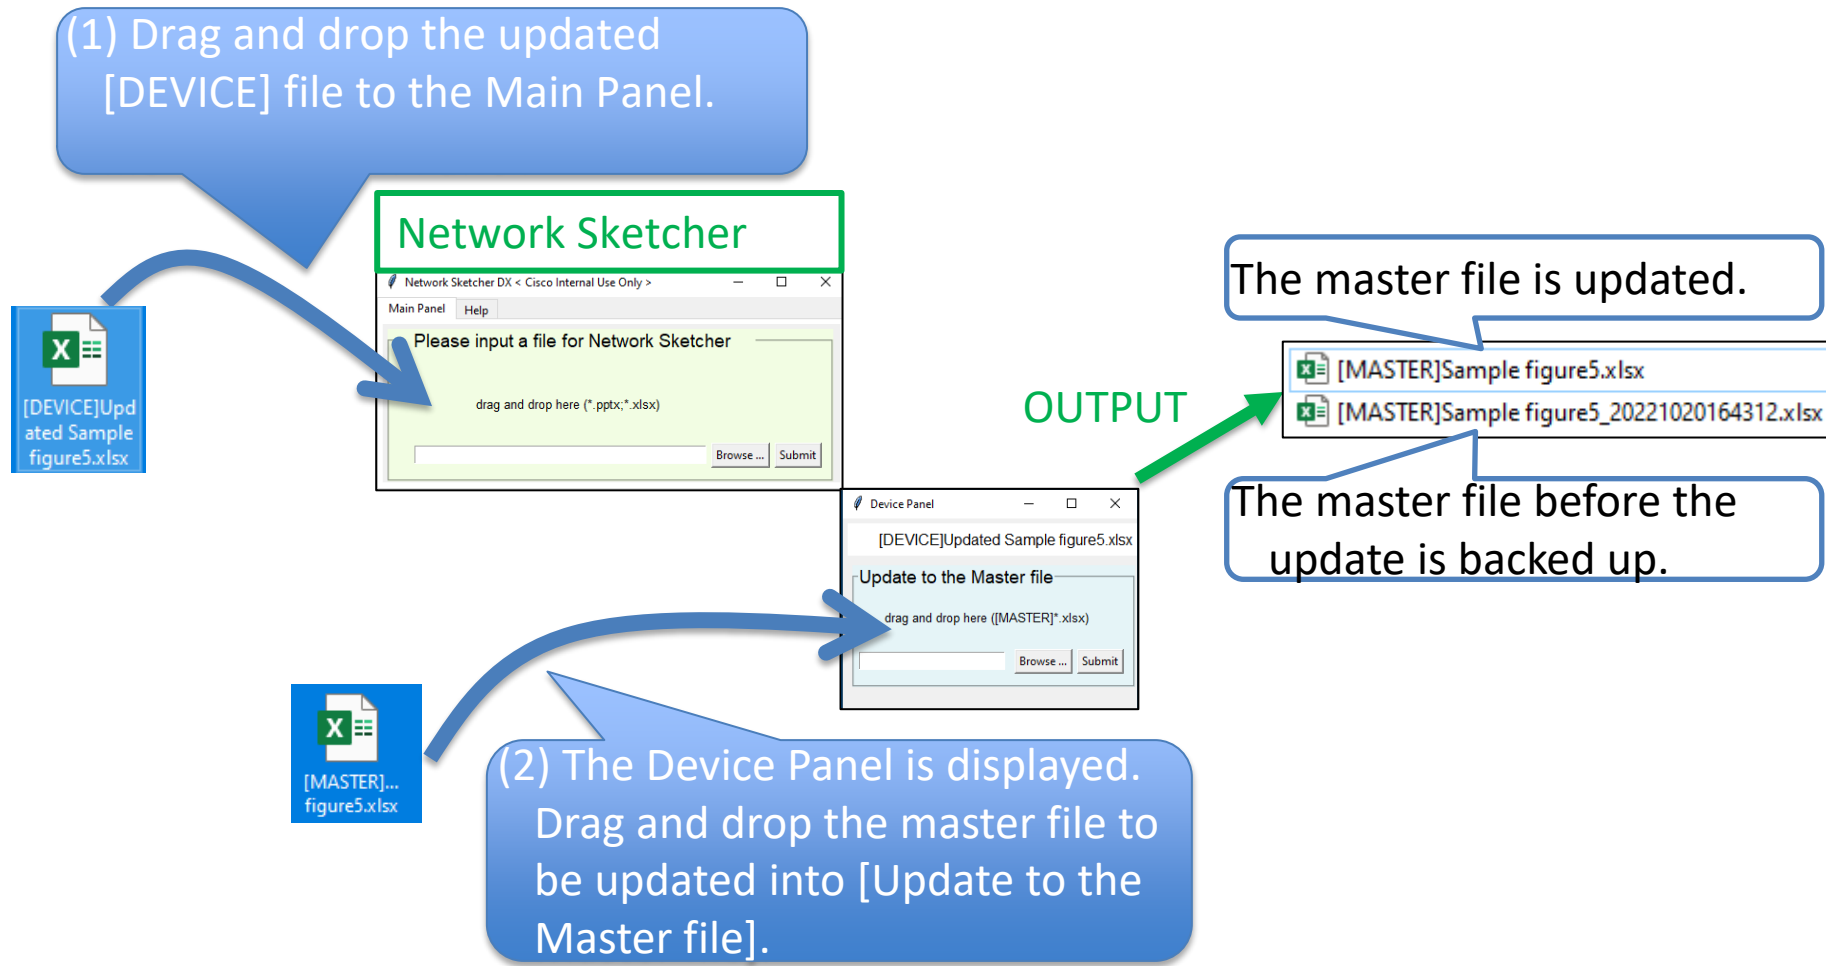 (1) Drag and drop the updated
[DEVICE] file to the Main Panel.
Network Sketcher
Network Sketcher DX < Cisco Internal Use Only >
Main Panel
Help
Please input a file for Network Sketcher
drag and drop here (*.pptx;*.xlsx)
Browse ...
Submit
[DEVICE]Upd
ated Sample
figure5.xlsx
OUTPUT
The master file is updated.
[MASTER]Sample figure5.xlsx
[MASTER]Sample figure5_20221020164312.xlsx
The master file before the
update is backed up.
Device Panel
[DEVICE]Updated Sample figure5.xlsx
Update to the Master file
drag and drop here ([MASTER]*.xlsx)
Browse ...
Submit
[MASTER]...
figure5.xlsx
(2) The Device Panel is displayed.
Drag and drop the master file to
be updated into [Update to the
Master file].